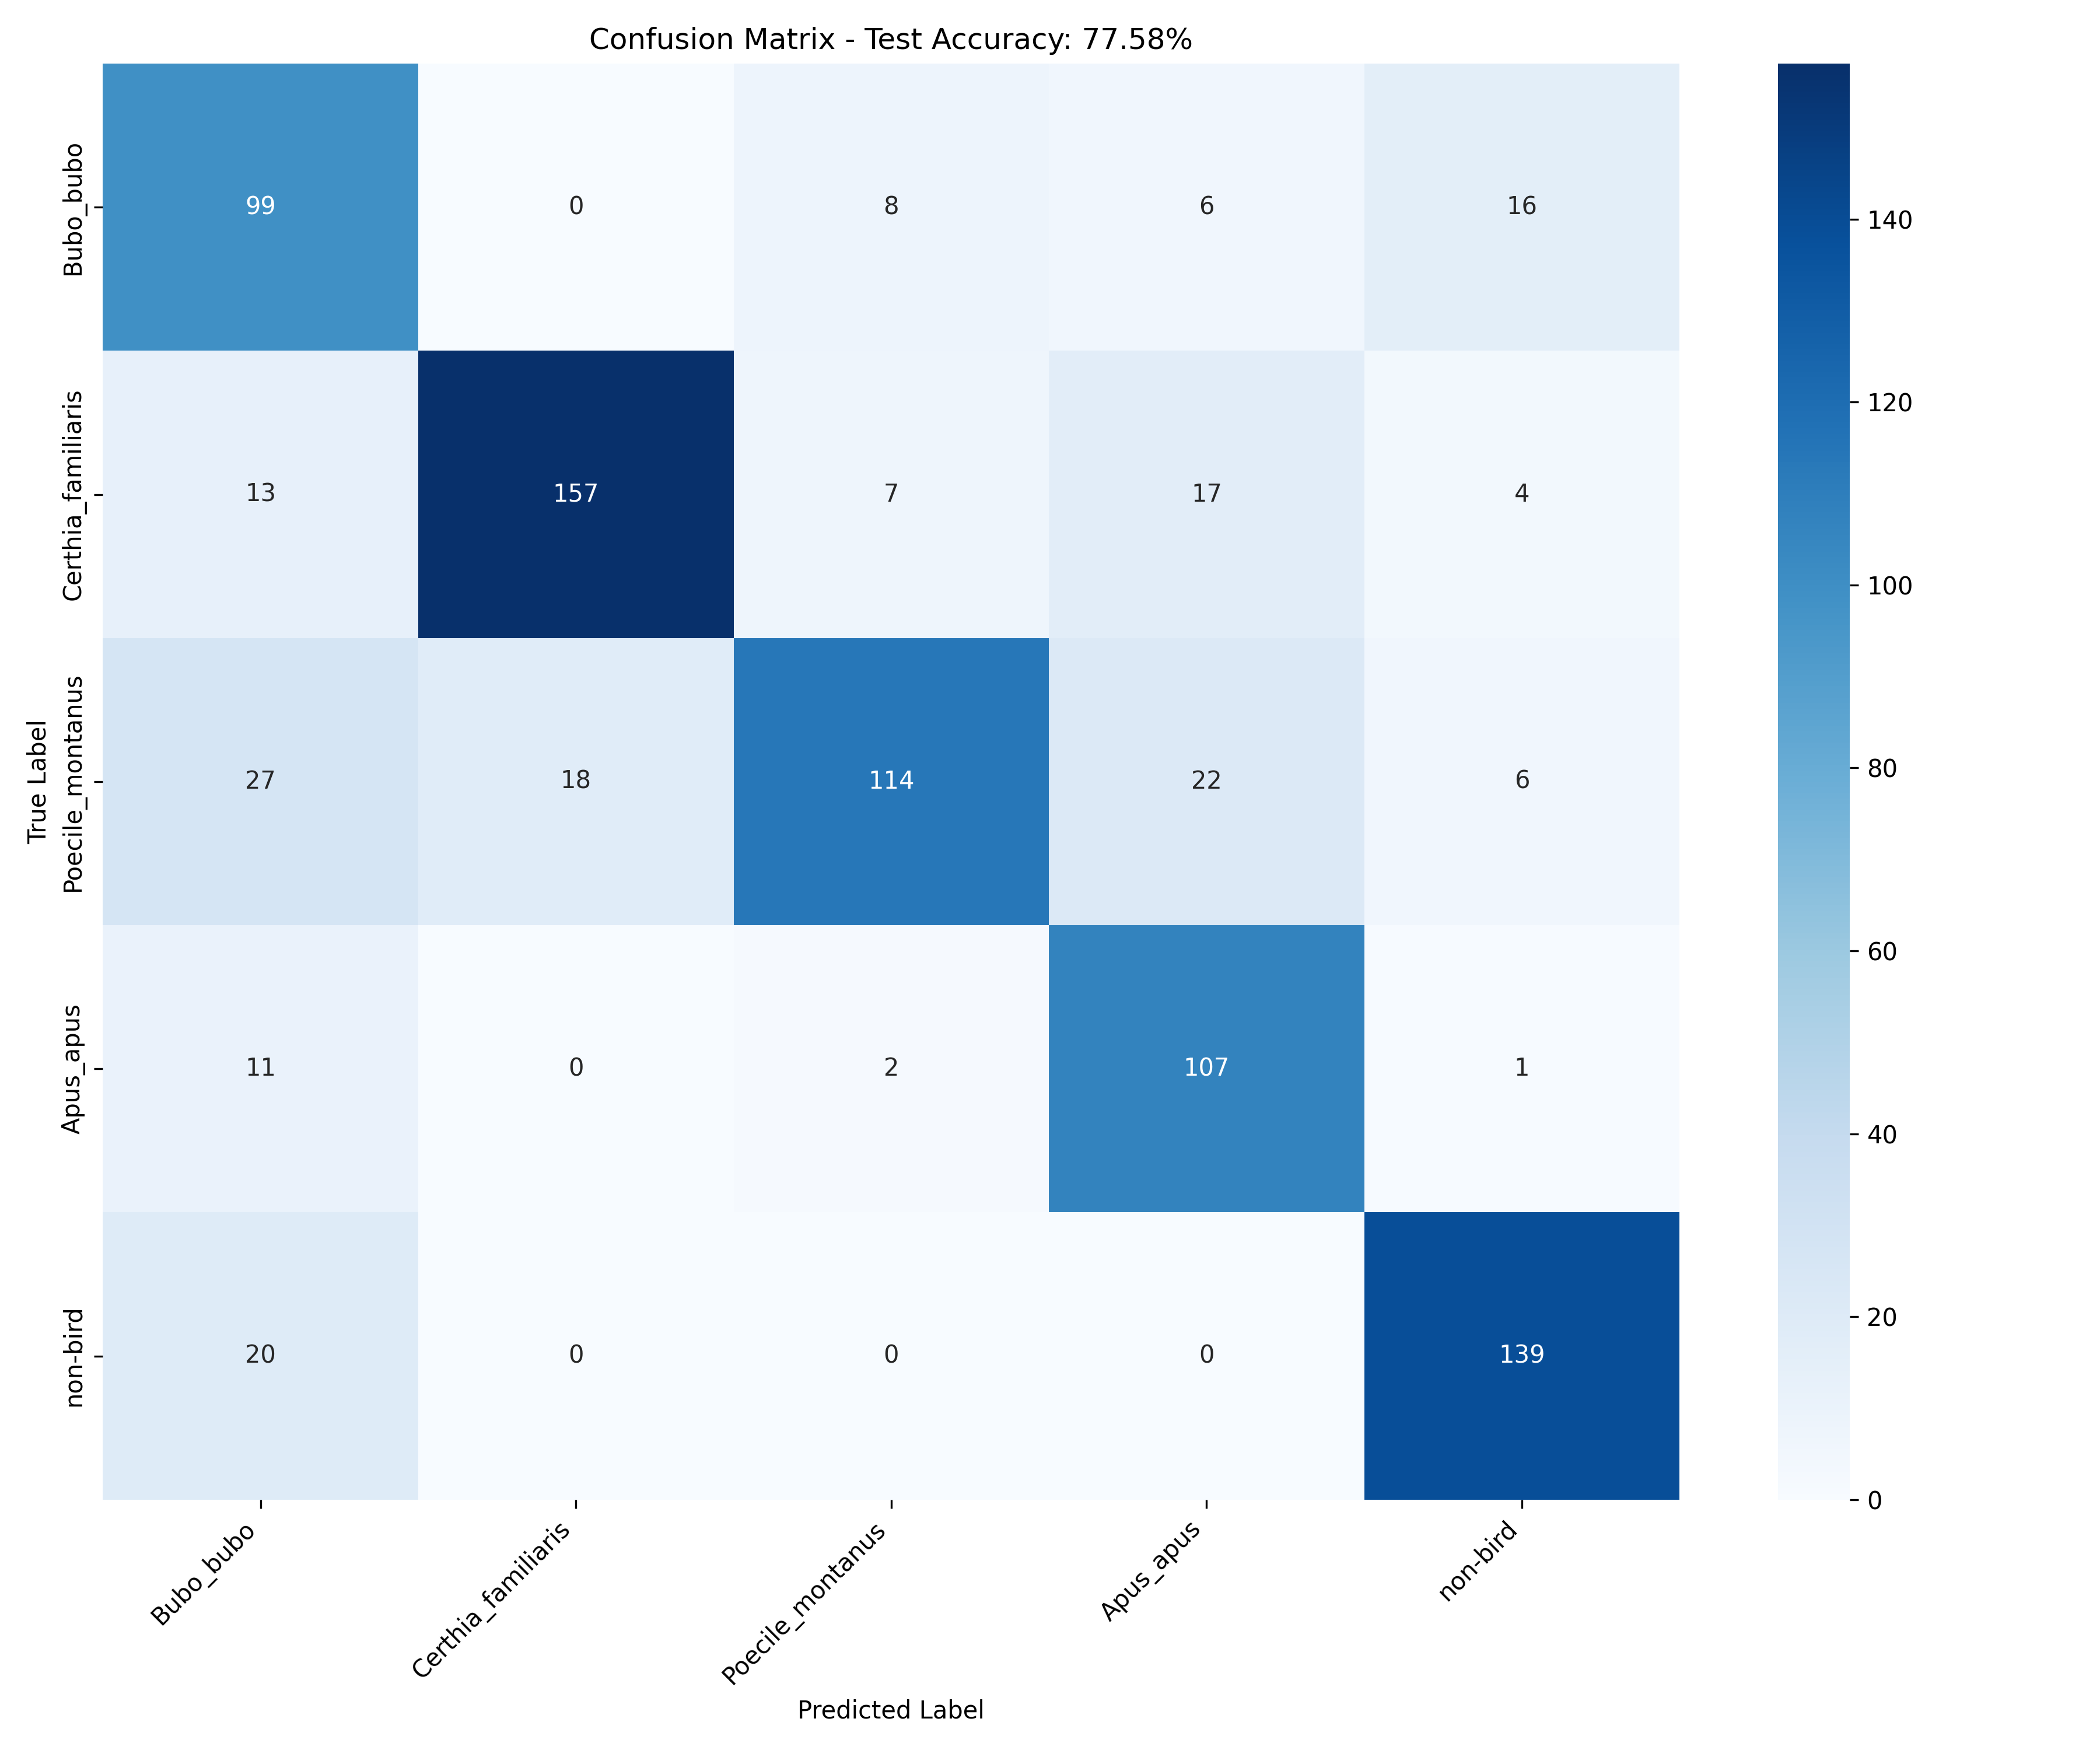 Confusion Matrix - Test Accuracy: 77.58%
True Label
Bubo_bubo
99 0 8 6 16
Certhia_familiaris
13 157 7 17 4
Poecile_montanus
27 18 114 22 6
Apus_apus
11 0 2 107 1
non-bird
20 0 0 0 139
Bubo_bubo
Certhia_familiaris
Poecile_montanus
Apus_apus
non-bird
Predicted Label
140
120
100
80
60
40
20
0